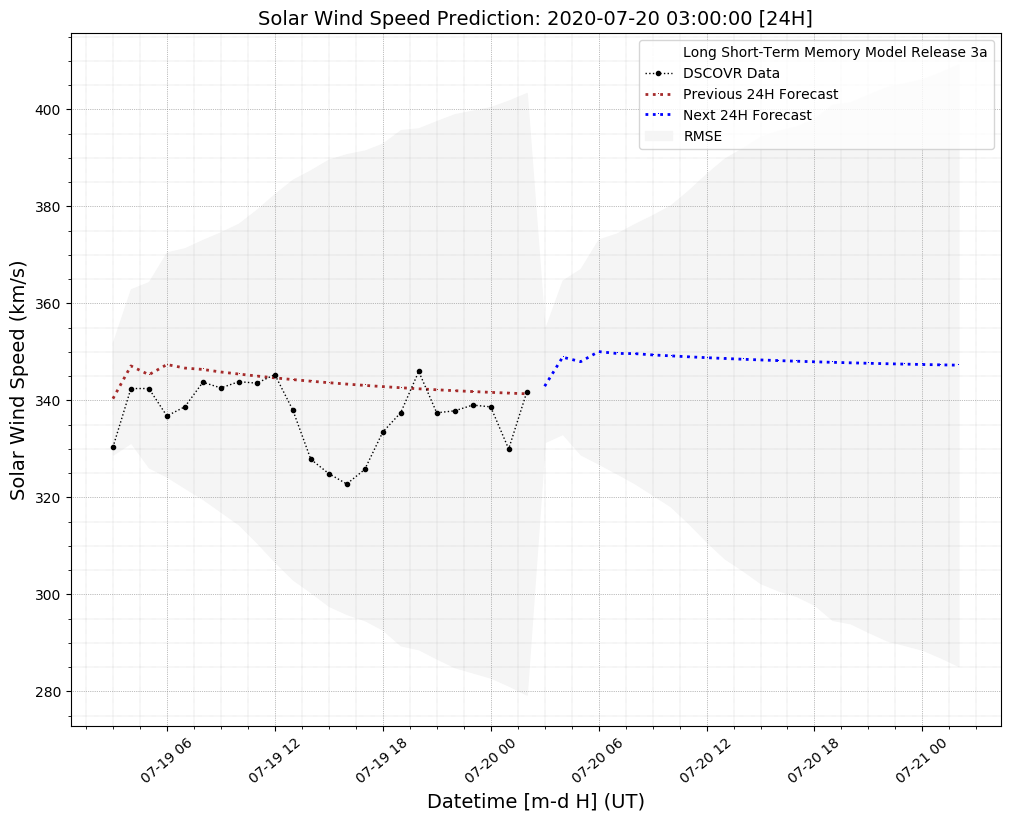 Solar Wind Speed Prediction: 2020-07-20 03:00:00 [24H]
Long Short-Term Memory Model Release 3a
DSCOVR Data
Previous 24H Forecast
Next 24H Forecast
RMSE
Solar Wind Speed (km/s)
400
380
360
340
320
300
280
07-19 06
07-19 12
07-19 18
07-20 00
07-20 06
07-20 12
07-20 18
07-21 00
Datetime [m-d H] (UT)